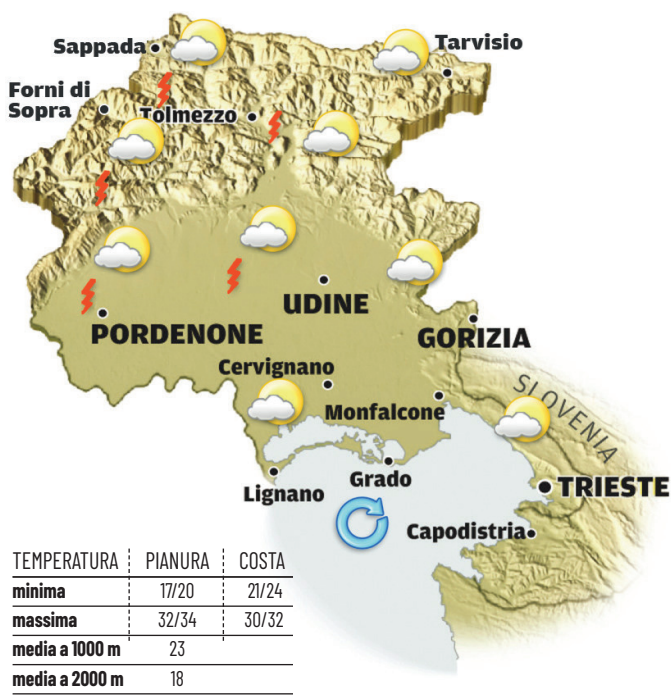 Sappada
Tarvisio
Forni di
Sopra
Tolmezzo
UDINE
PORDENONE
GORIZIA
Cervignano
SLOVENIA
Monfalcone
Grado
Lignano
TRIESTE
Capodistria
TEMPERATURA PIANURA COSTA
minima 17/20 21/24
massima 32/34 30/32
media a 1000 m 23
media a 2000 m 18